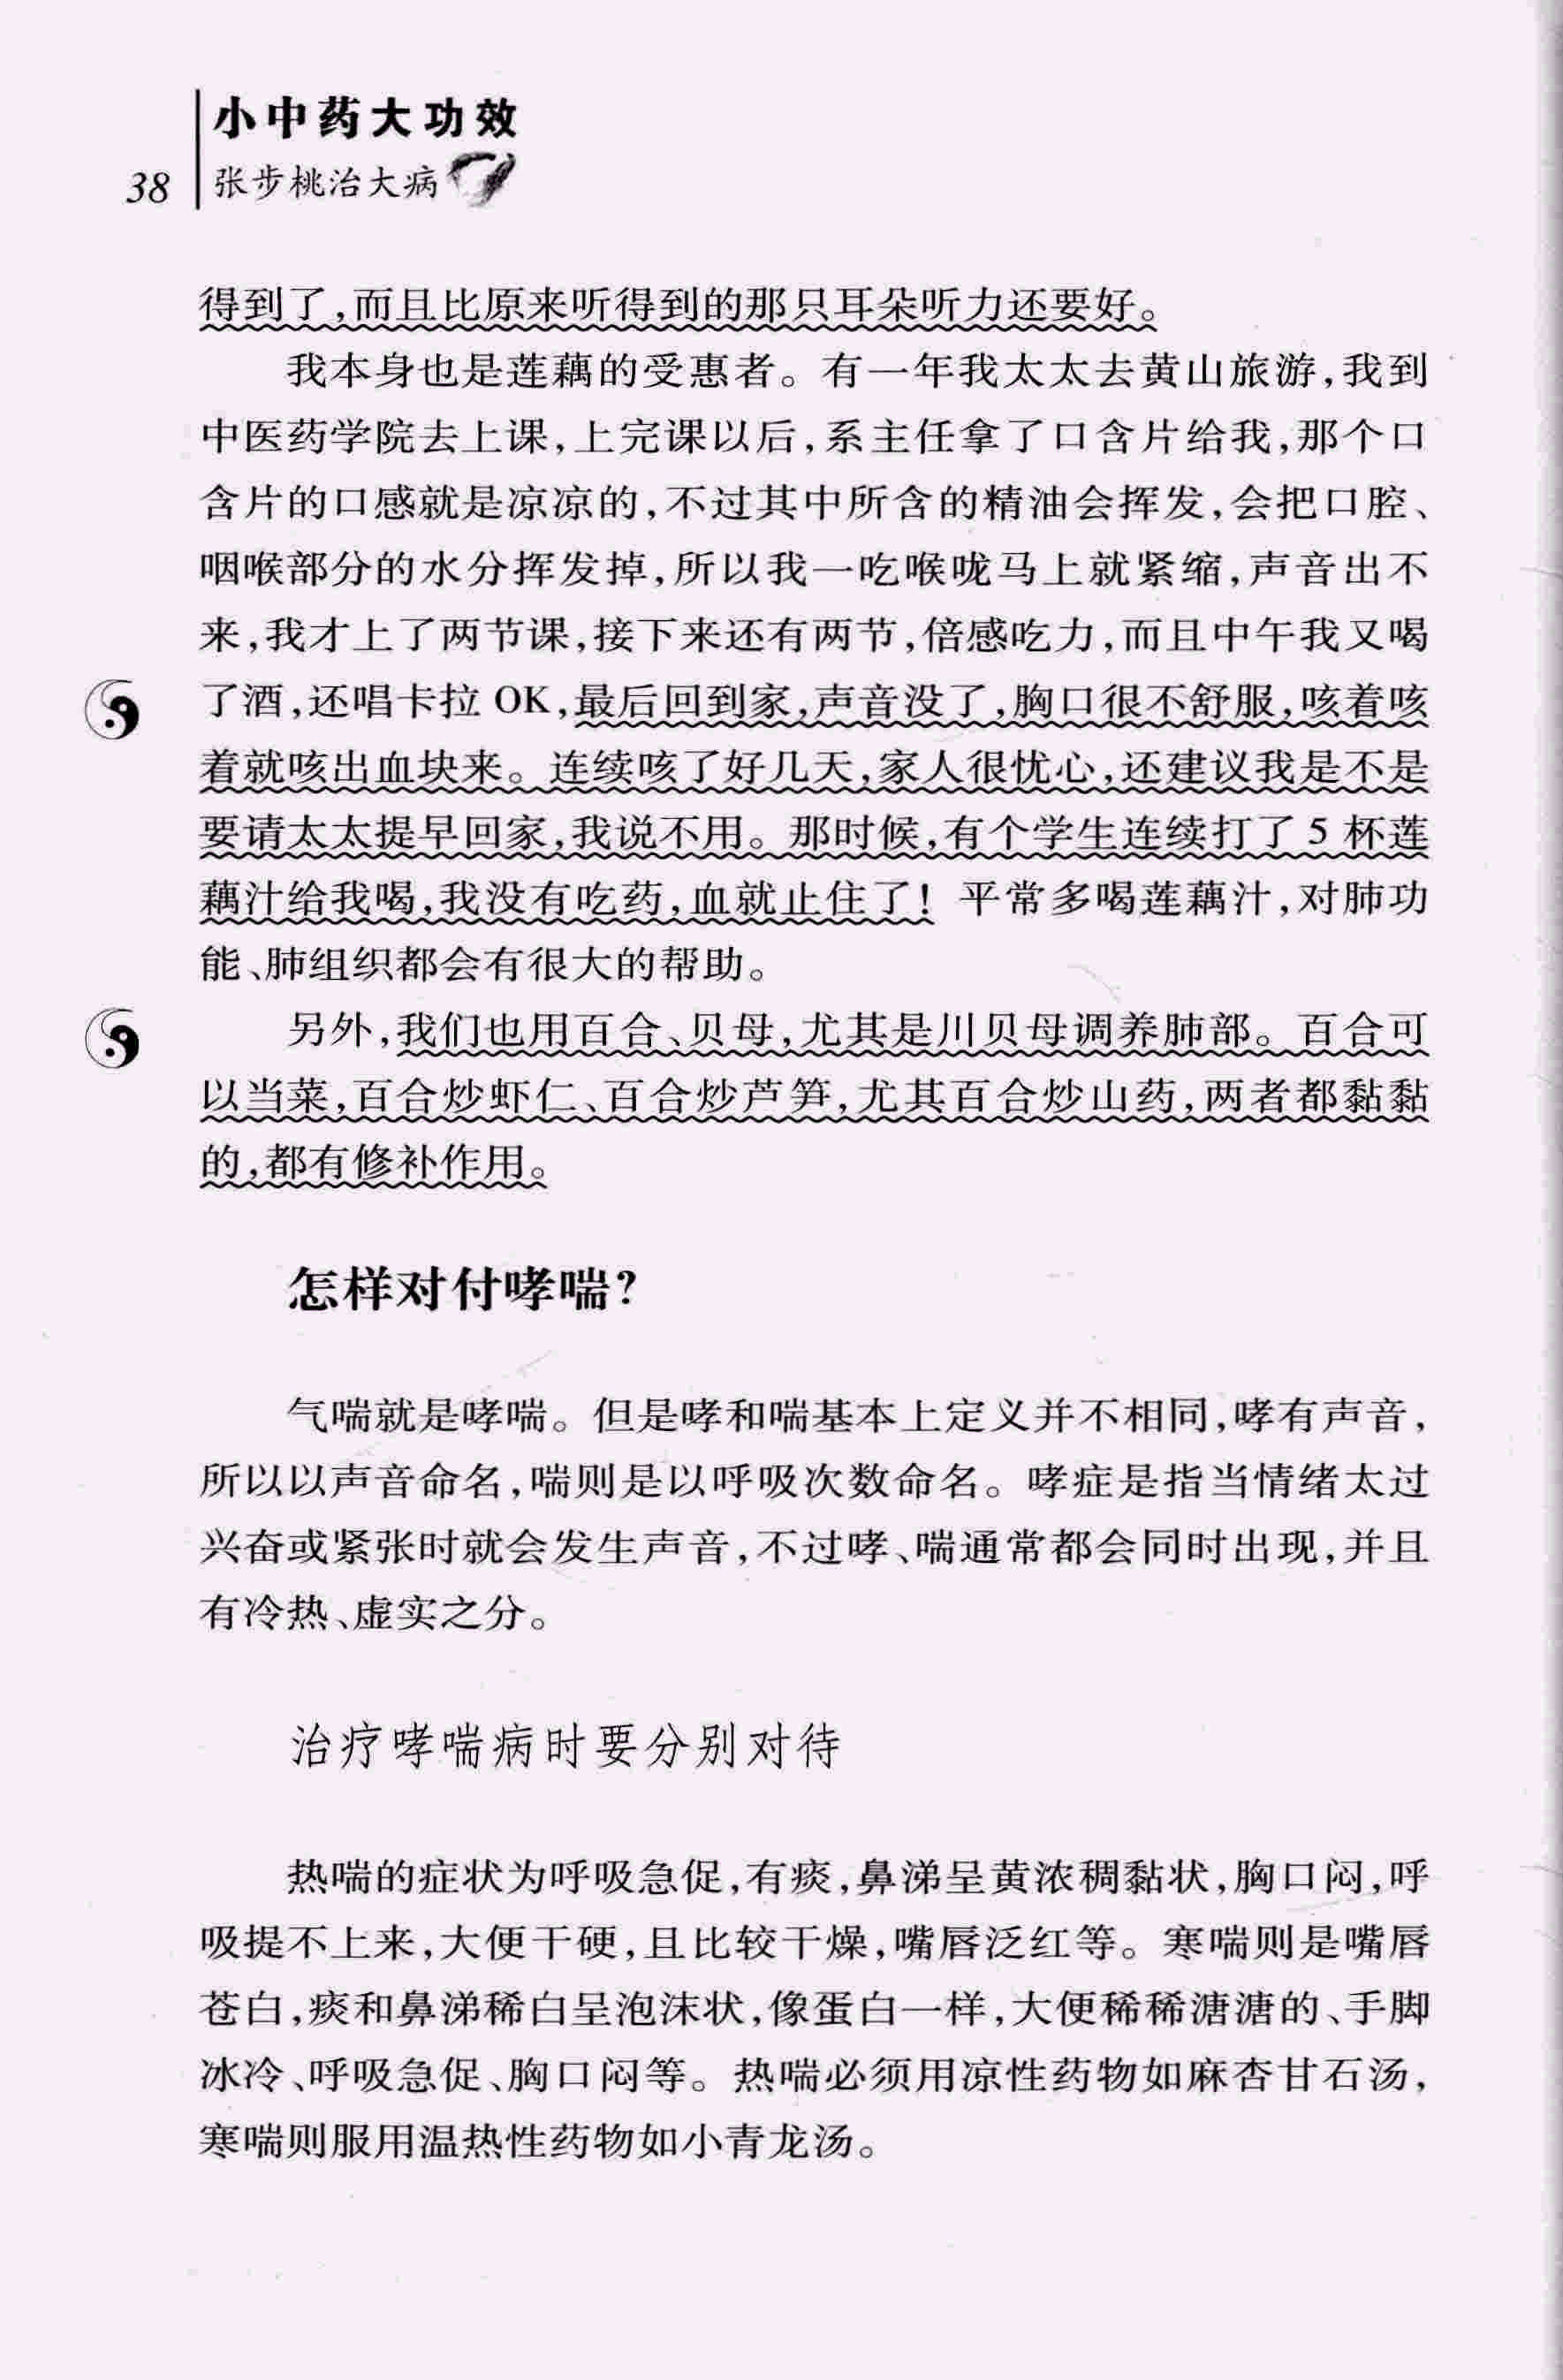 小中药大功效
38
张步桃治大病
得到了,而且比原来听得到的那只耳朵听力还要好。
我本身也是莲藕的受惠者。有一年我太太去黄山旅游,我到
中医药学院去上课,上完课以后,系主任拿了口含片给我,那个口
含片的口感就是凉凉的,不过其中所含的精油会挥发,会把口腔、
咽喉部分的水分挥发掉,所以我一吃喉咙马上就紧缩,声音出不
来,我才上了两节课,接下来还有两节,倍感吃力,而且中午我又喝
了酒,还唱卡拉 OK,最后回到家,声音没了,胸口很不舒服,咳着咳
着就咳出血块来。连续咳了好几天,家人很忧心,还建议我是不是
要请太太提早回家,我说不用。那时候,有个学生连续打了 5 杯莲
藕汁给我喝,我没有吃药,血就止住了!平常多喝莲藕汁,对肺功
能、肺组织都会有很大的帮助。
另外,我们也用百合、贝母,尤其是川贝母调养肺部。百合可
以当菜,百合炒虾仁、百合炒芦笋,尤其百合炒山药,两者都黏黏
的,都有修补作用。
怎样对付哮喘?
气喘就是哮喘。但是哮和喘基本上定义并不相同,哮有声音,
所以以声音命名,喘则是以呼吸次数命名。哮症是指当情绪太过
兴奋或紧张时就会发生声音,不过哮、喘通常都会同时出现,并且
有冷热、虚实之分。
治疗哮喘病时要分别对待
热喘的症状为呼吸急促,有痰,鼻涕呈黄浓稠黏状,胸口闷,呼
吸提不上来,大便干硬,且比较干燥,嘴唇泛红等。寒喘则是嘴唇
苍白,痰和鼻涕稀白呈泡沫状,像蛋白一样,大便稀稀溏溏的、手脚
冰冷、呼吸急促、胸口闷等。热喘必须用凉性药物如麻杏甘石汤,
寒喘则服用温热性药物如小青龙汤。